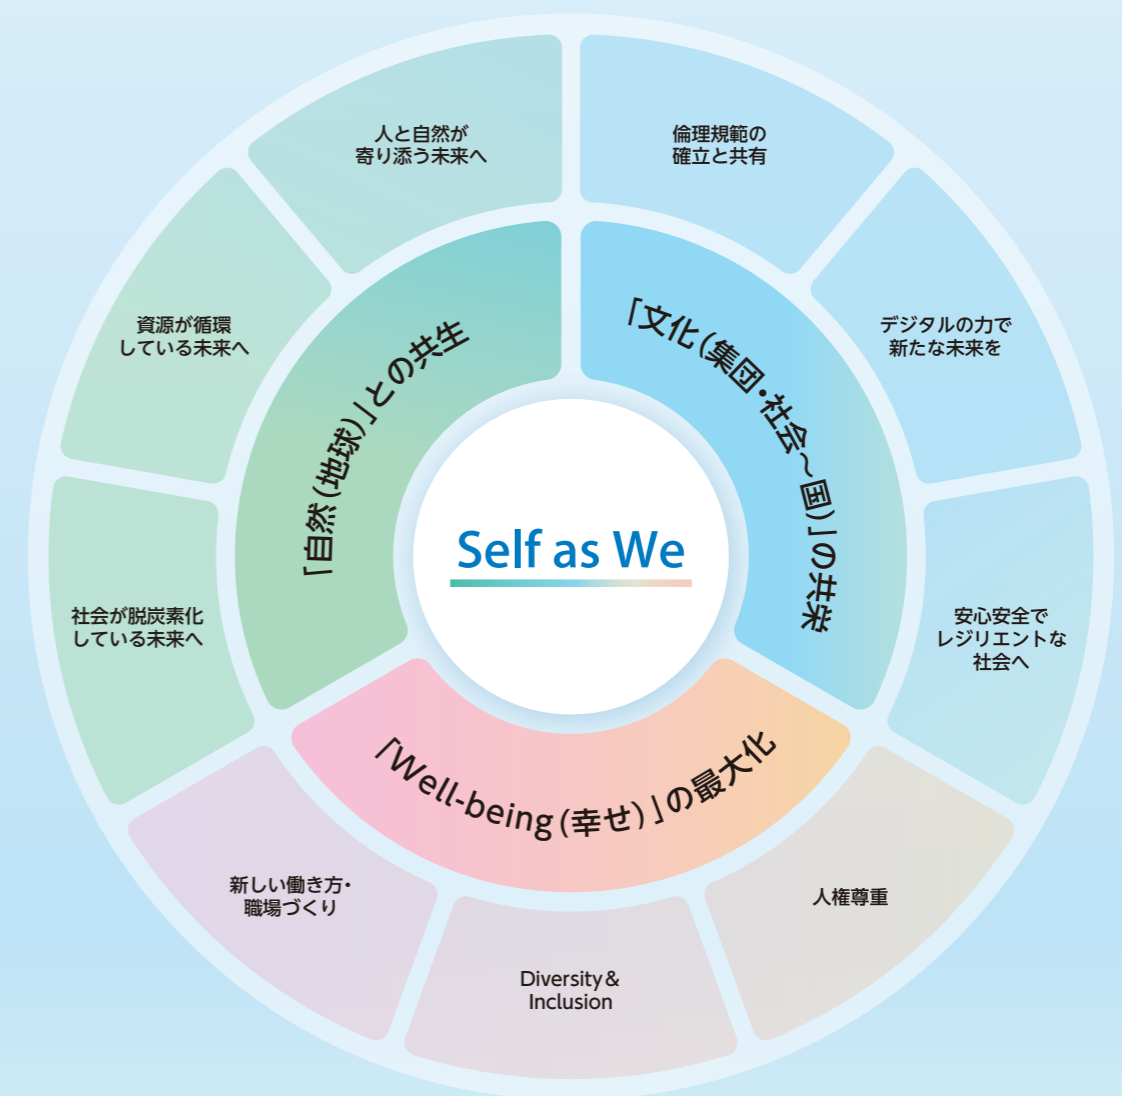 Self as We
「自然(地球)」との共生
「文化(集団・社会~国)」の共栄
「Well-being(幸せ)」の最大化
人と自然が
寄り添う未来へ
資源が循環
している未来へ
社会が脱炭素化
している未来へ
倫理規範の
確立と共有
デジタルの力で
新たな未来を
安心安全で
レジリエントな
社会へ
人権尊重
Diversity &
Inclusion
新しい働き方・
職場づくり